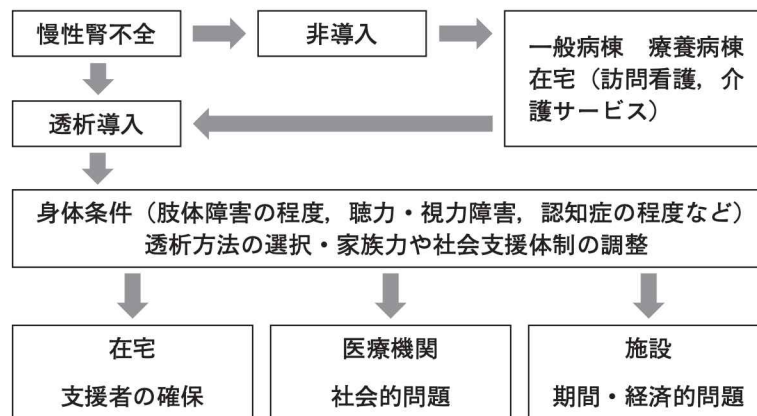 慢性腎不全
非導入
一般病棟　療養病棟
在宅（訪問看護，介
護サービス）
透析導入
身体条件（肢体障害の程度，聴力・視力障害，認知症の程度など）
透析方法の選択・家族力や社会支援体制の調整
在宅
支援者の確保
医療機関
社会的問題
施設
期間・経済的問題